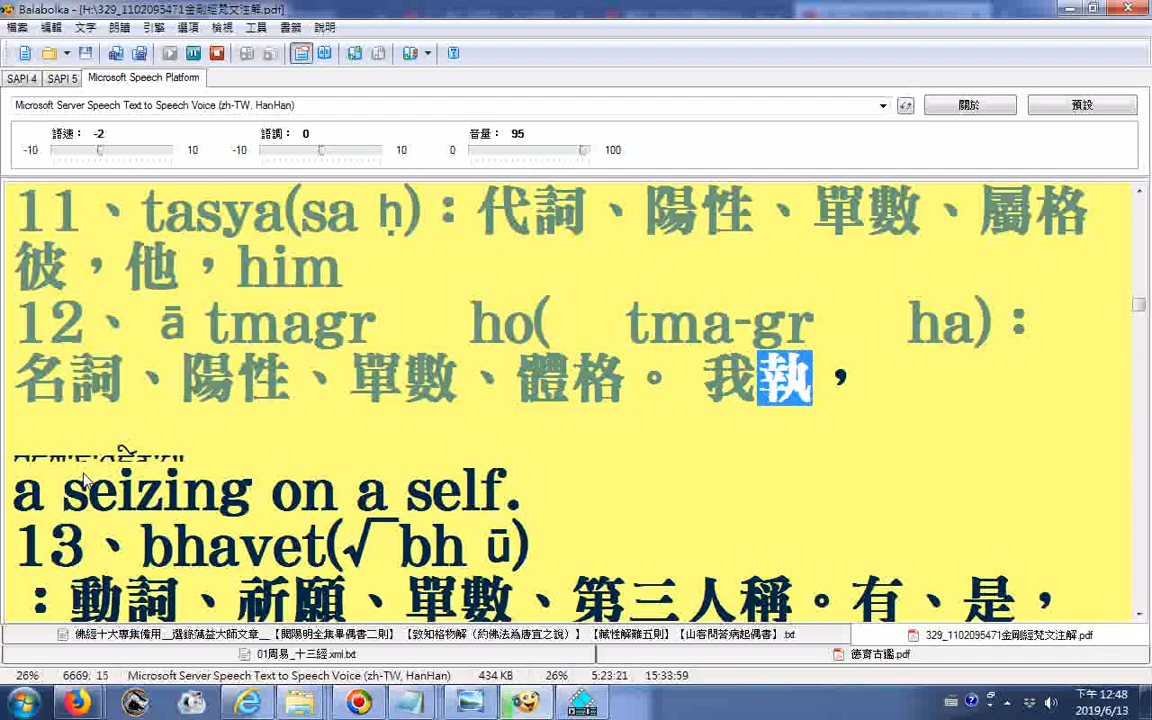 Balabolka - [H:\329_1102095471金剛經梵文注解.pdf]
檔案 編輯 文字 朗讀 引擎 選項 檢視 工具 書籤 說明
SAPI 4 SAPI 5 Microsoft Speech Platform
Microsoft Server Speech Text to Speech Voice (zh-TW, HanHan) 關於 預設
語速： -2 語調： 0 音量： 95
-10 10 -10 10 0 100
11、tasya(sa ḥ)：代詞、陽性、單數、屬格
彼，他，him
12、 ā tmagr ho( tma-gr ha)：
名詞、陽性、單數、體格。 我執，
a seizing on a self.
13、bhavet(√bh ū)
：動詞、祈願、單數、第三人稱。有、是，
329_1102095471金剛經梵文注解.pdf
01周易_十三經.xml.txt 德育古鑑.pdf
26% 6669, 15 Microsoft Server Speech Text to Speech Voice (zh-TW, HanHan) 434 KB 26% 5:23:21 15:33:59
下午 12:48
2019/6/13